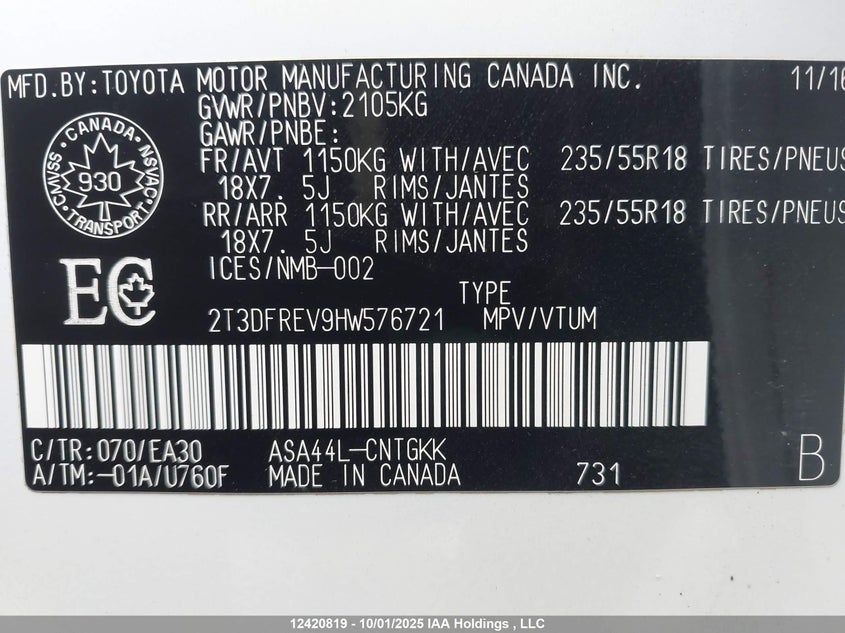 MFD.BY:TOYOTA MOTOR MANUFACTURING CANADA INC. 11/16
GVWR/PNBV:2105KG
GAWR/PNBE:
FR/AVT 1150KG WITH/AVEC 235/55R18 TIRES/PNEUS
18X7. 5J RIMS/JANTES
RR/ARR 1150KG WITH/AVEC 235/55R18 TIRES/PNEUS
18X7. 5J RIMS/JANTES
ICES/NMB-002
TYPE
2T3DFREV9HW576721 MPV/VTUM
CANADA
CMVSS NSVAC
930
TRANSPORT
EC
C/TR:070/EA30 ASA44L-CNTGKK
A/TM:-01A/U760F MADE IN CANADA 731 B
12420819 - 10/01/2025 IAA Holdings , LLC